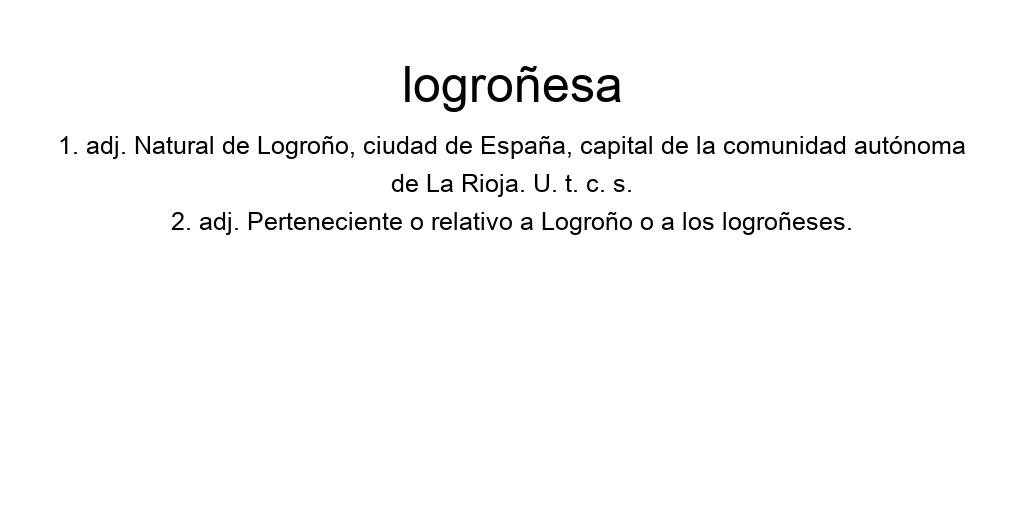 logroñesa
1. adj. Natural de Logroño, ciudad de España, capital de la comunidad autónoma
de La Rioja. U. t. c. s.
2. adj. Perteneciente o relativo a Logroño o a los logroñeses.